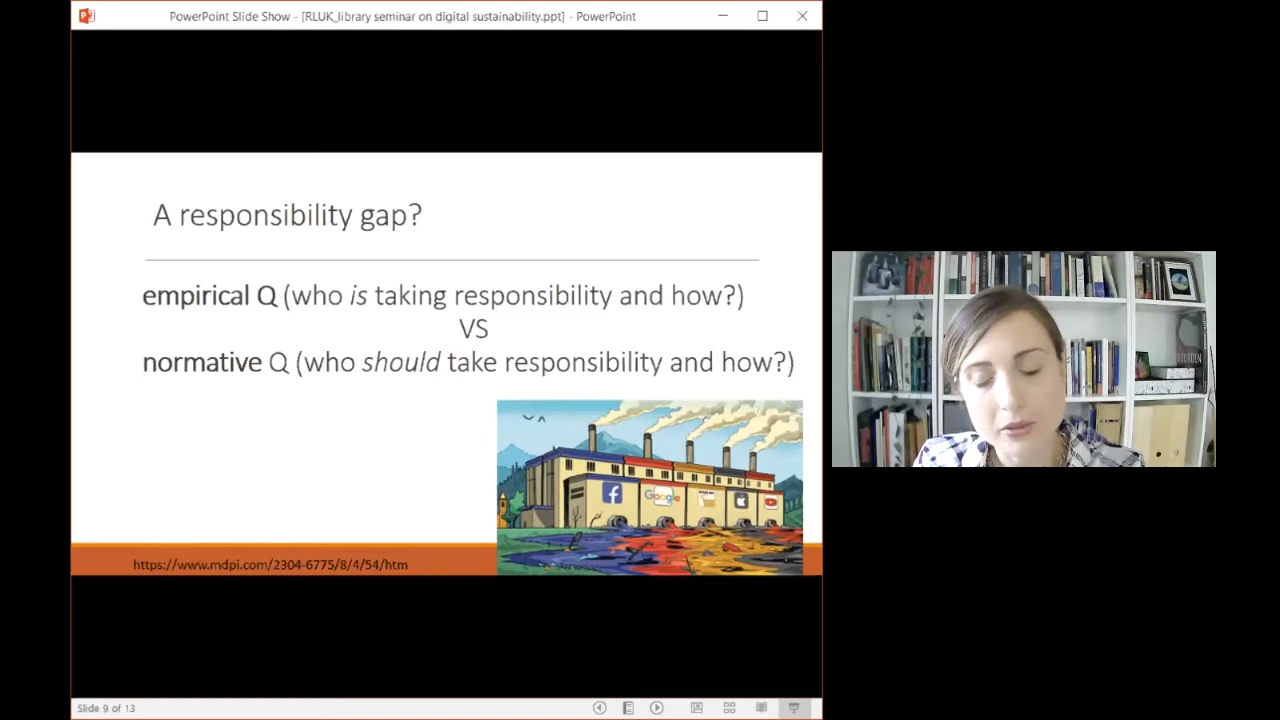 PowerPoint Slide Show - [RLUK_library seminar on digital sustainability.ppt] - PowerPoint
A responsibility gap?
empirical Q (who is taking responsibility and how?)
VS
normative Q (who should take responsibility and how?)
Google
https://www.mdpi.com/2304-6775/8/4/54/htm
Slide 9 of 13